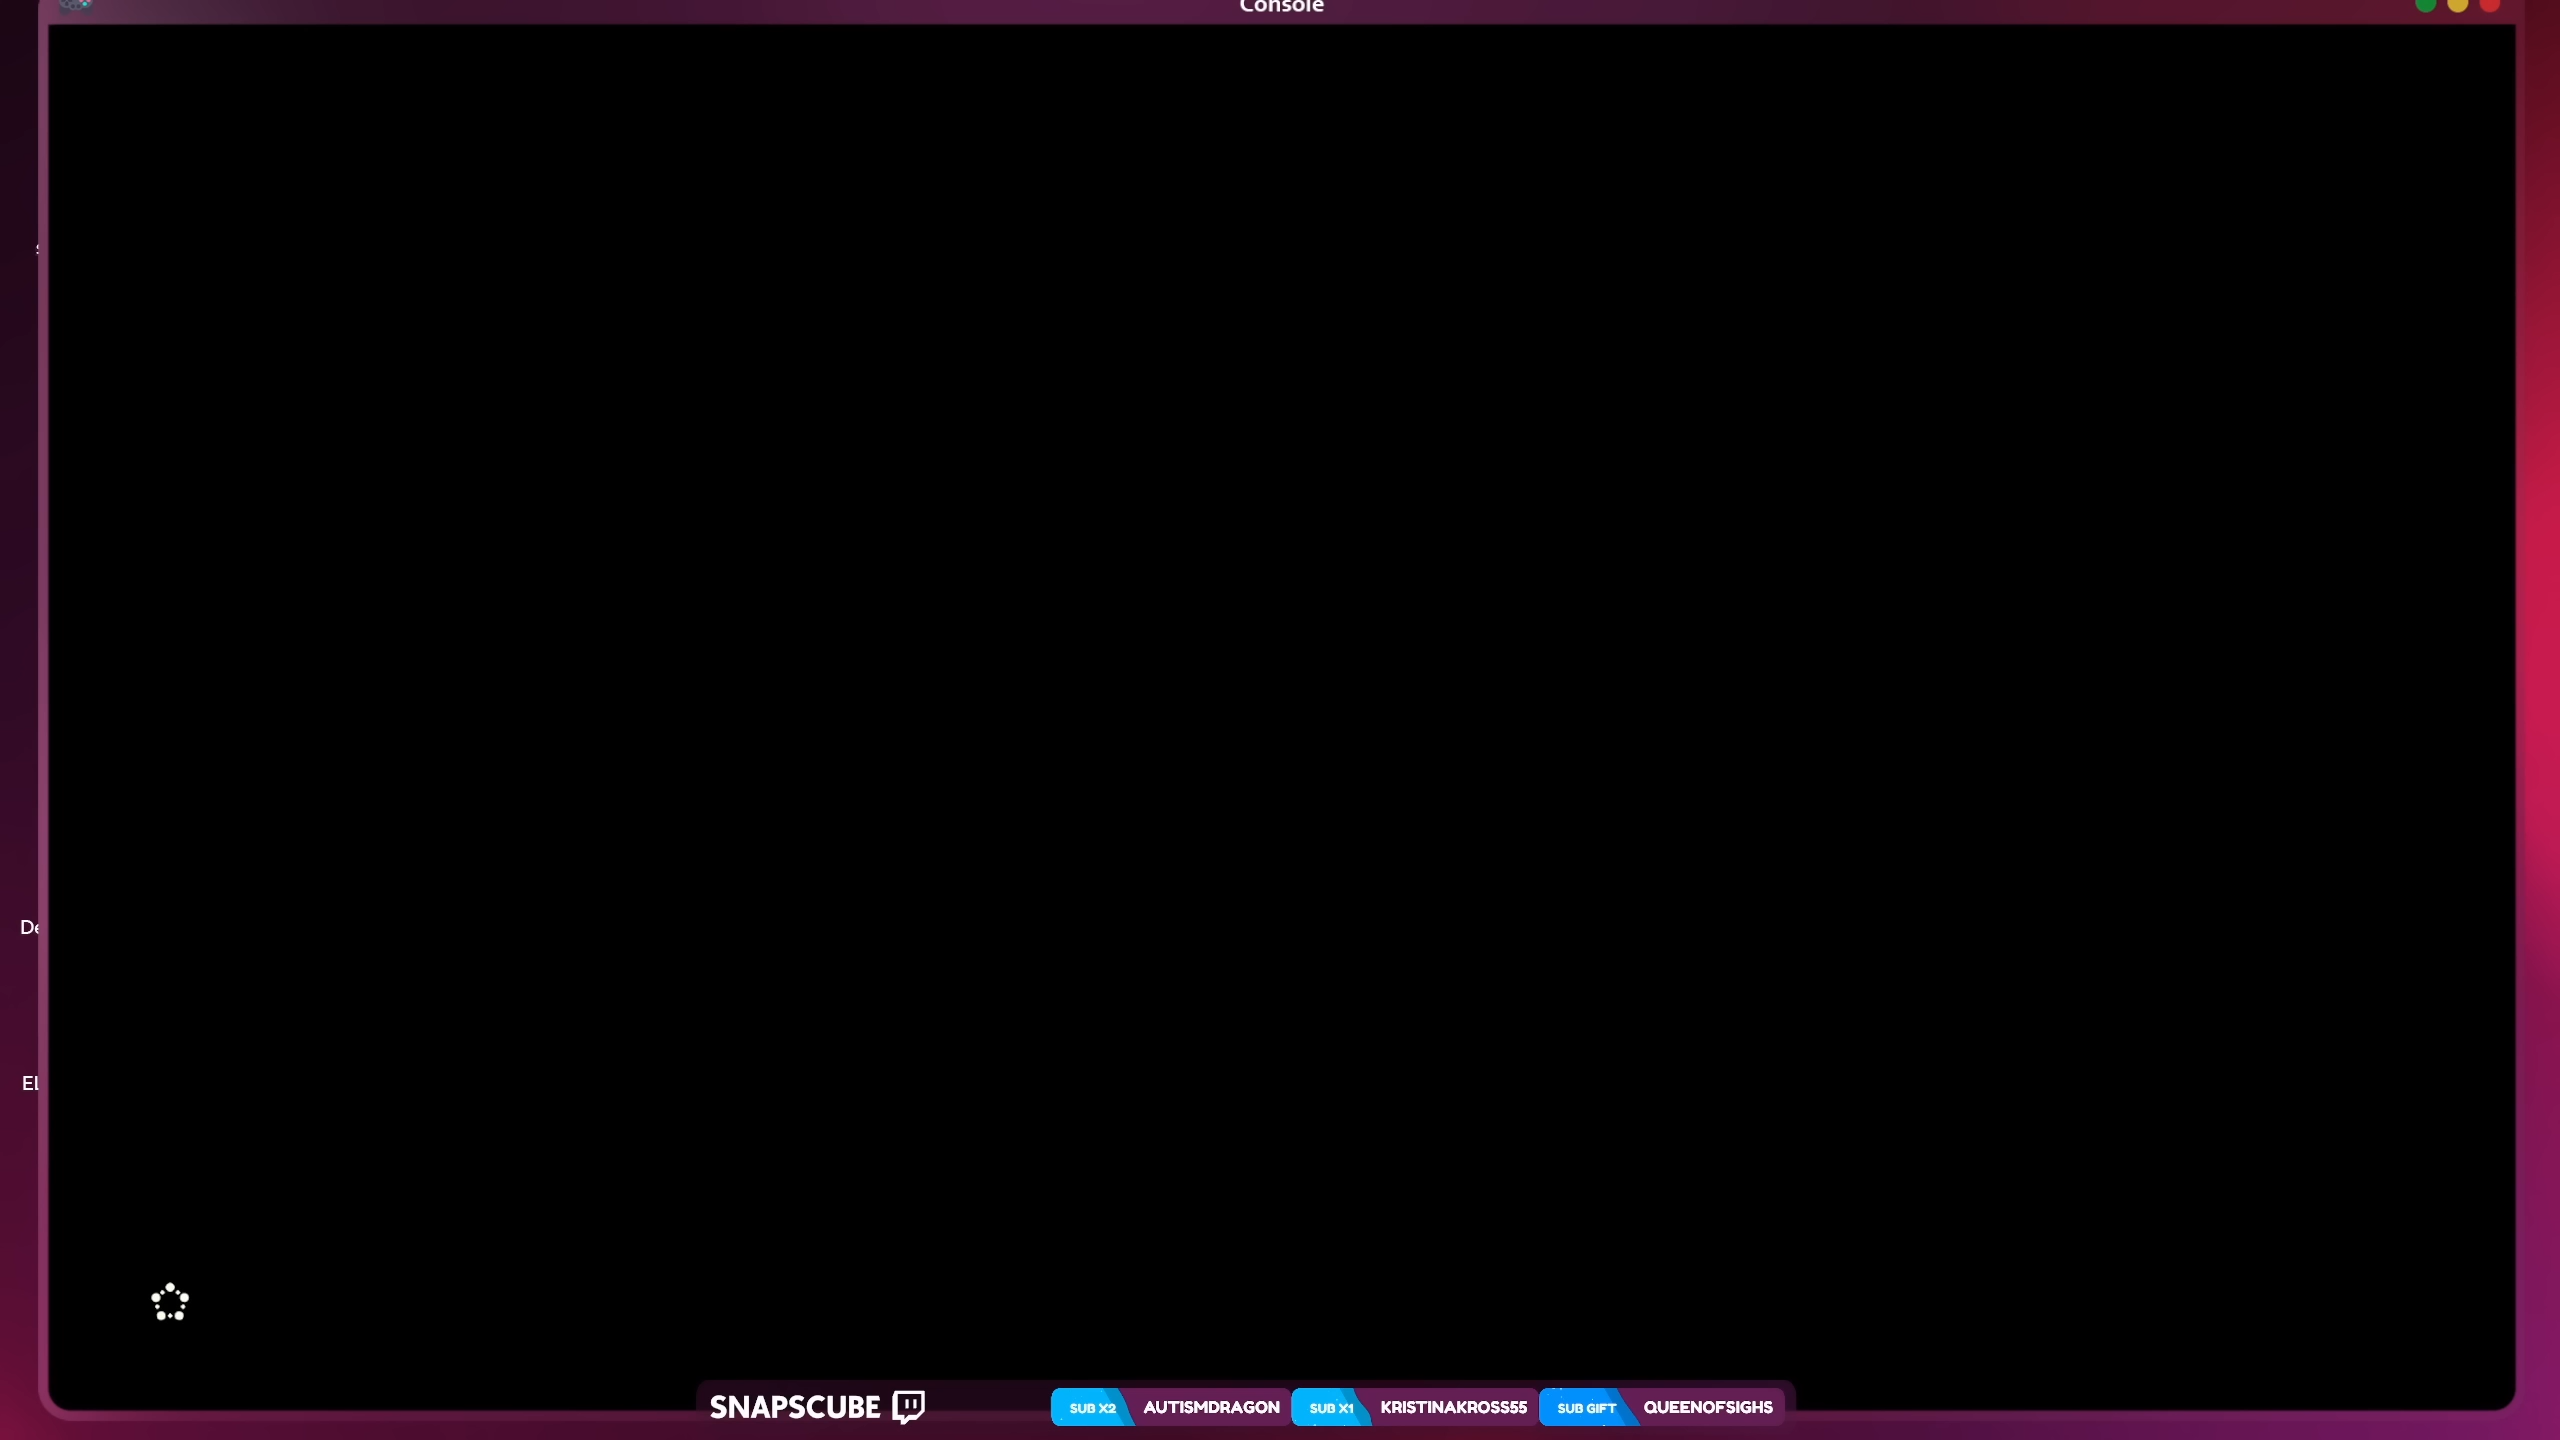 Console
De
EL
SNAPSCUBE
SUB X2 AUTISMDRAGON SUB X1 KRISTINAKROSS55 SUB GIFT QUEENOFSIGHS